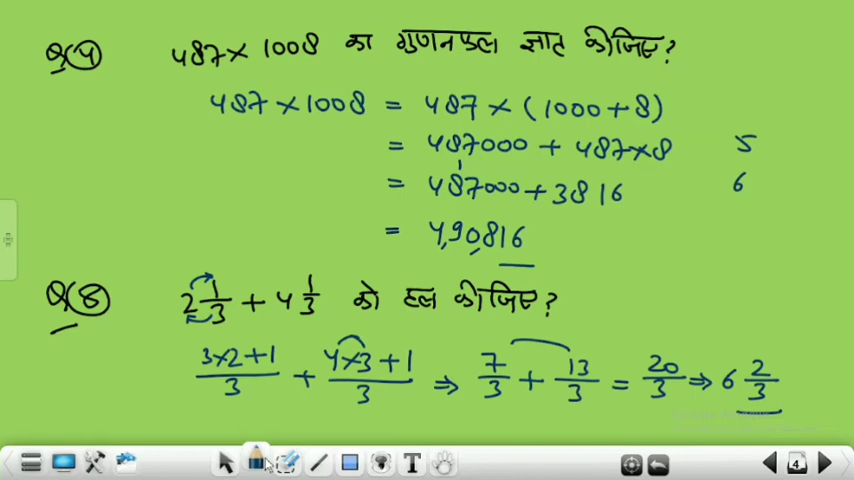 Q(4) 487 × 1008 का गुणनफल ज्ञात कीजिए?
487 × 1008 = 487 × (1000 + 8)
= 487000 + 487×8 5
= 487000 + 3816 6
= 4,90,816
Q(8) 2 1/3 + 4 1/3 को हल कीजिए?
3×2+1/3 + 4×3+1/3 ⇒ 7/3 + 13/3 = 20/3 ⇒ 6 2/3
T 4